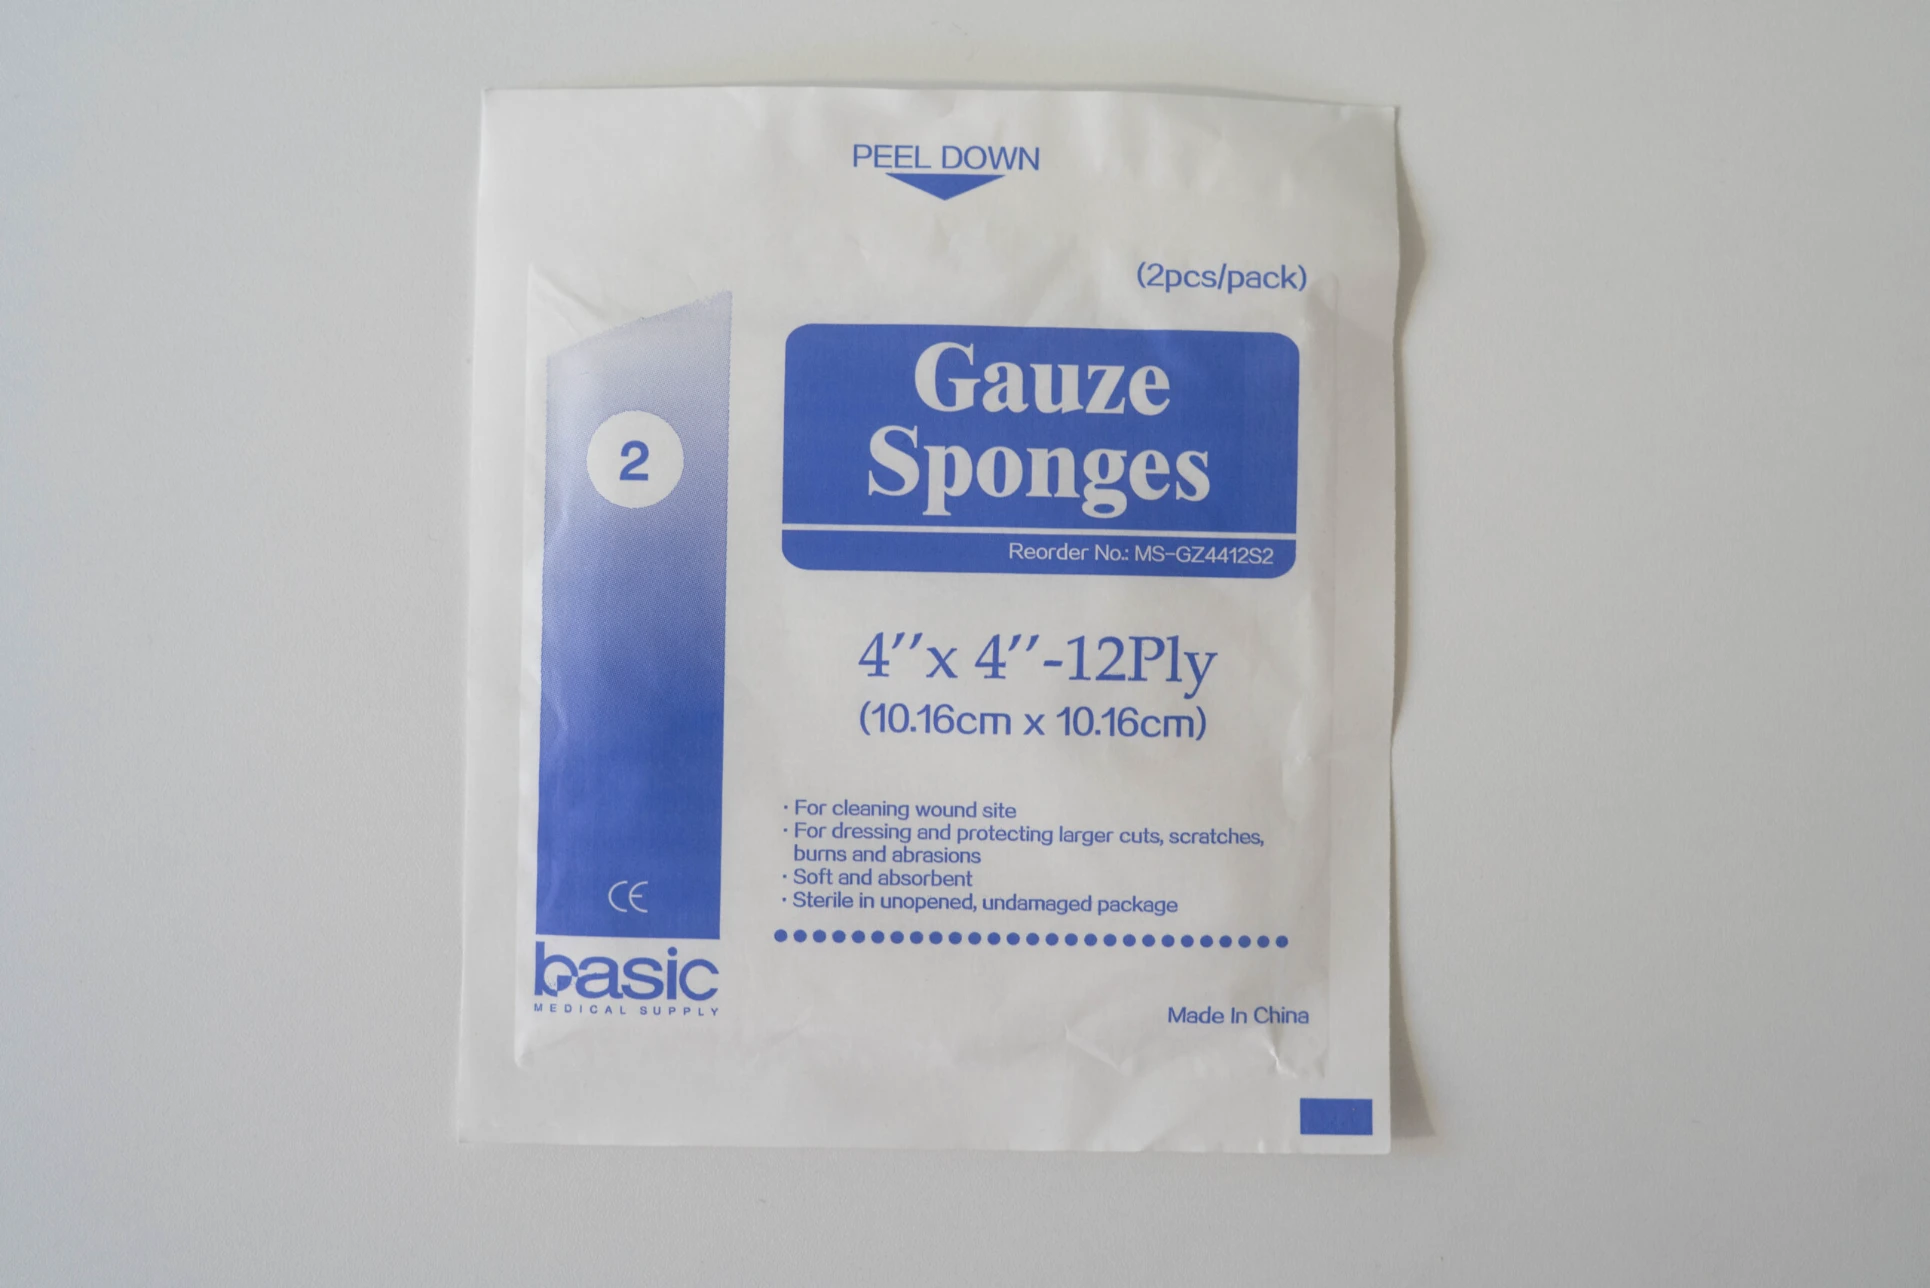 PEEL DOWN
(2pcs/pack)
2
Gauze
Sponges
Reorder No.: MS-GZ4412S2
4''x 4''-12Ply
(10.16cm x 10.16cm)
· For cleaning wound site
· For dressing and protecting larger cuts, scratches,
burns and abrasions
· Soft and absorbent
· Sterile in unopened, undamaged package
CE
basic
MEDICAL SUPPLY
Made In China